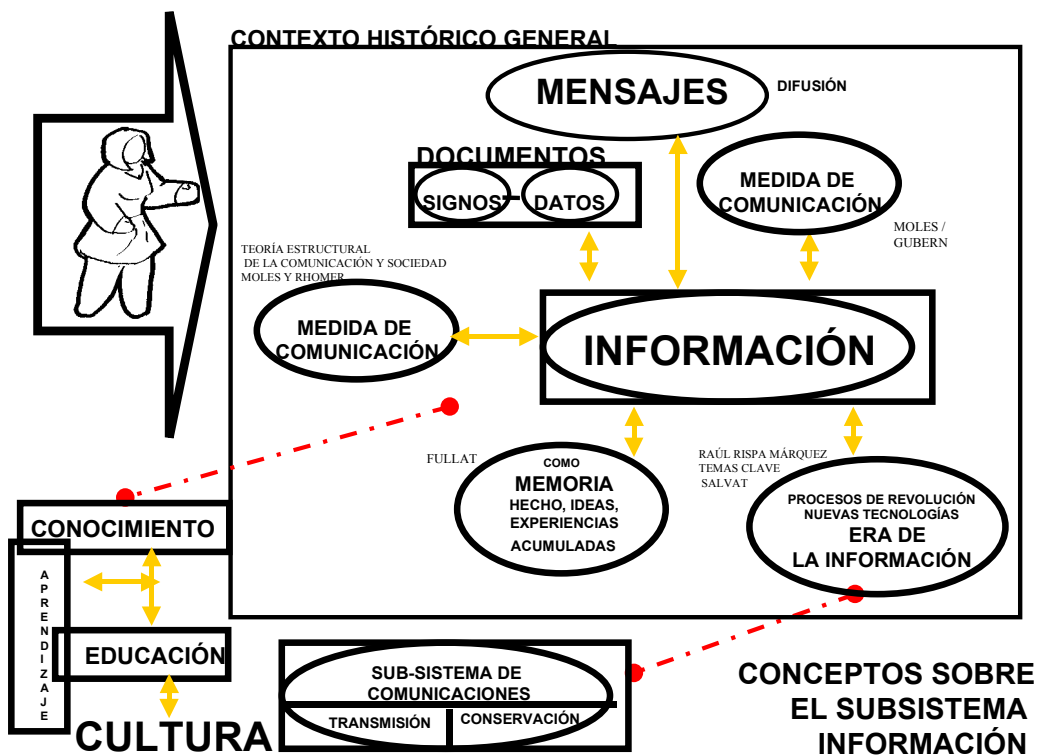 CONTEXTO HISTÓRICO GENERAL
MENSAJES
DIFUSIÓN
DOCUMENTOS
SIGNOS - DATOS
MEDIDA DE
COMUNICACIÓN
MOLES /
GUBERN
TEORÍA ESTRUCTURAL
DE LA COMUNICACIÓN Y SOCIEDAD
MOLES Y RHOMER
MEDIDA DE
COMUNICACIÓN
INFORMACIÓN
FULLAT
COMO
MEMORIA
HECHO, IDEAS,
EXPERIENCIAS
ACUMULADAS
RAÚL RISPA MÁRQUEZ
TEMAS CLAVE
SALVAT
PROCESOS DE REVOLUCIÓN
NUEVAS TECNOLOGÍAS
ERA DE
LA INFORMACIÓN
CONOCIMIENTO
APRENDIZAJE
EDUCACIÓN
CULTURA
SUB-SISTEMA DE
COMUNICACIONES
TRANSMISIÓN
CONSERVACIÓN
CONCEPTOS SOBRE
EL SUBSISTEMA
INFORMACIÓN